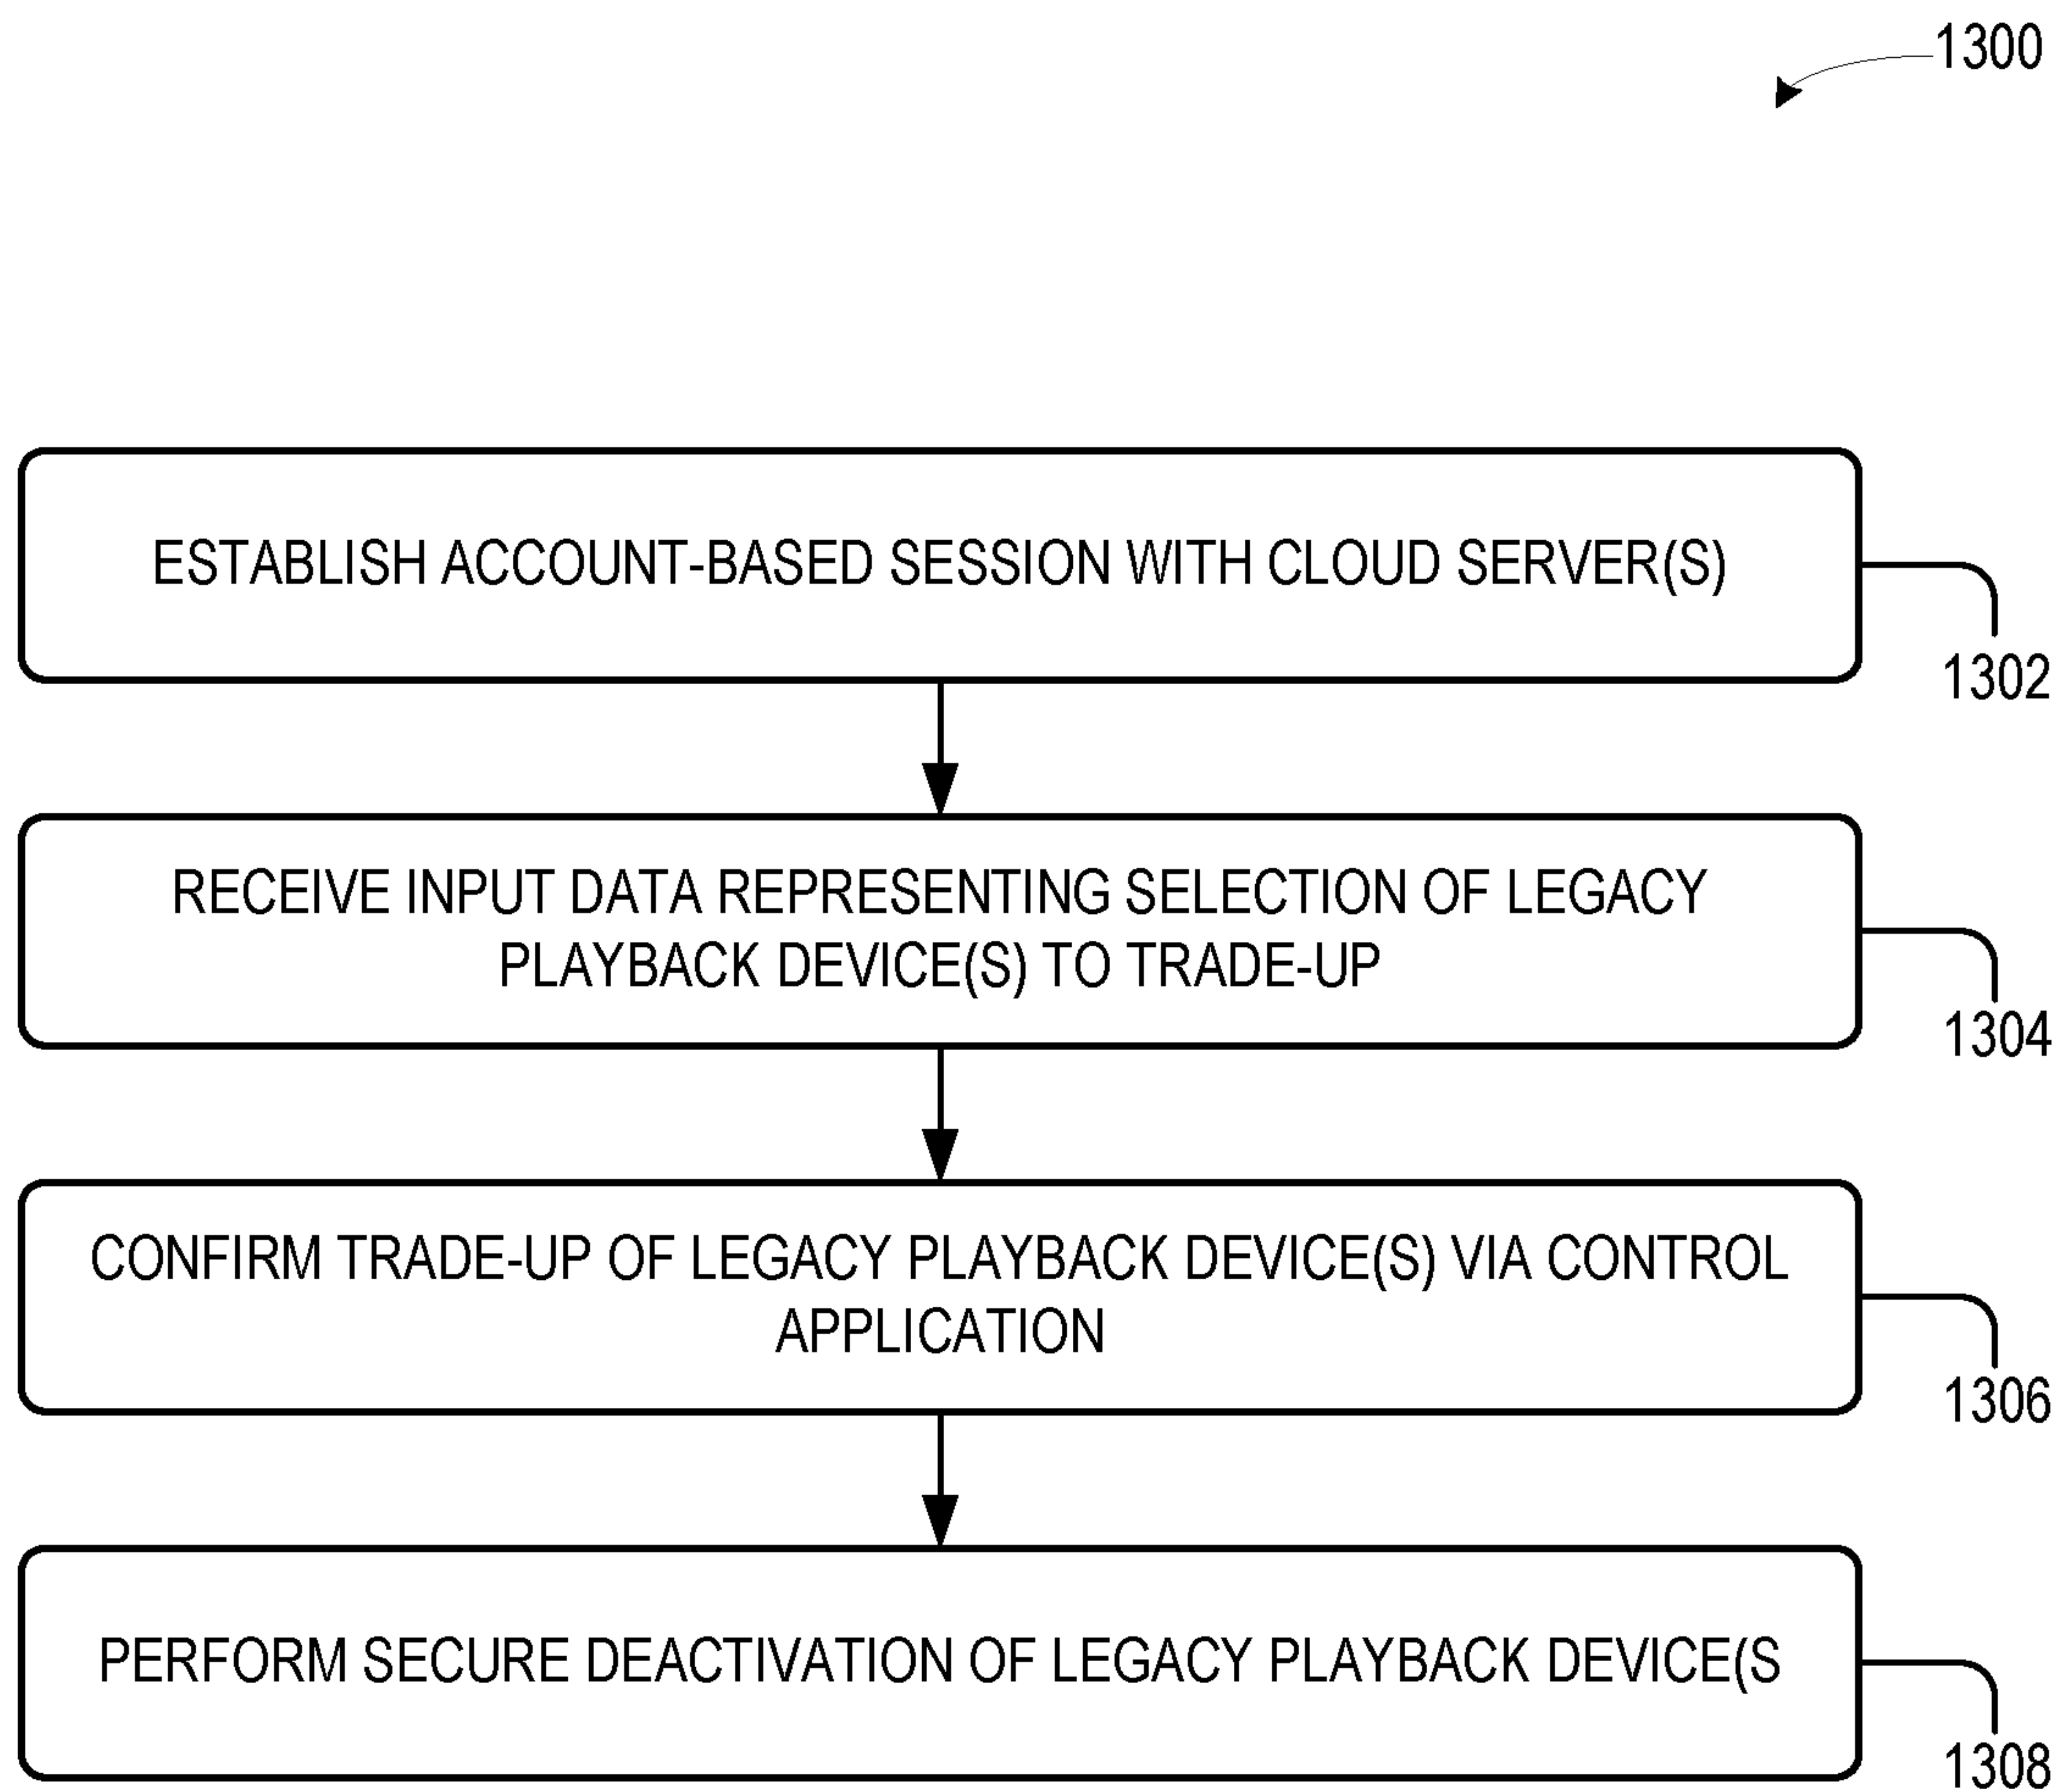 1300
ESTABLISH ACCOUNT-BASED SESSION WITH CLOUD SERVER(S)
1302
RECEIVE INPUT DATA REPRESENTING SELECTION OF LEGACY
PLAYBACK DEVICE(S) TO TRADE-UP
1304
CONFIRM TRADE-UP OF LEGACY PLAYBACK DEVICE(S) VIA CONTROL
APPLICATION
1306
PERFORM SECURE DEACTIVATION OF LEGACY PLAYBACK DEVICE(S
1308